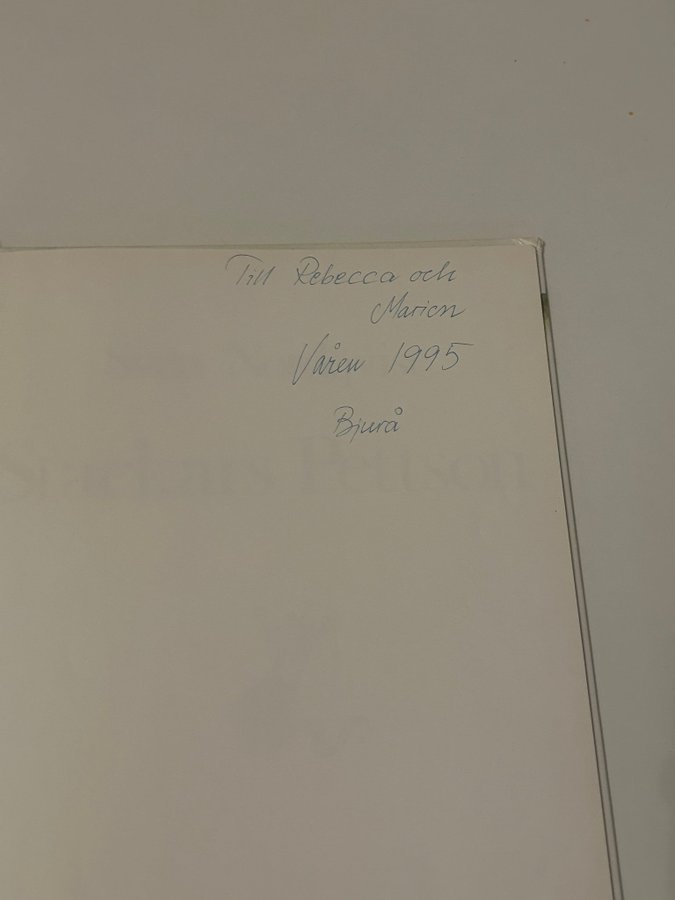 Till Rebecca och
Marion
Våren 1995
Bjurå